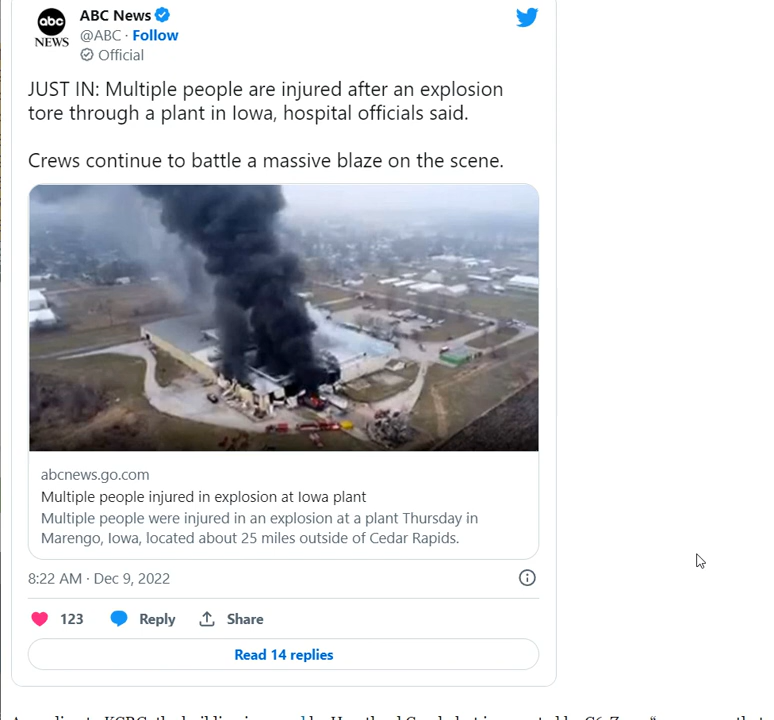 abc
NEWS
ABC News
@ABC · Follow
Official
JUST IN: Multiple people are injured after an explosion
tore through a plant in Iowa, hospital officials said.
Crews continue to battle a massive blaze on the scene.
abcnews.go.com
Multiple people injured in explosion at Iowa plant
Multiple people were injured in an explosion at a plant Thursday in
Marengo, Iowa, located about 25 miles outside of Cedar Rapids.
8:22 AM · Dec 9, 2022
123 Reply Share
Read 14 replies